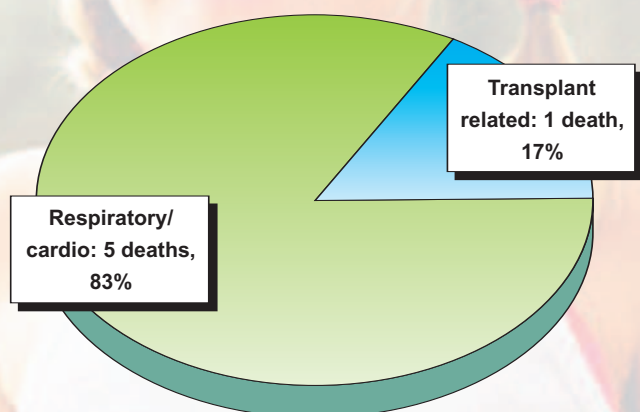 Transplant
related: 1 death,
17%
Respiratory/
cardio: 5 deaths,
83%